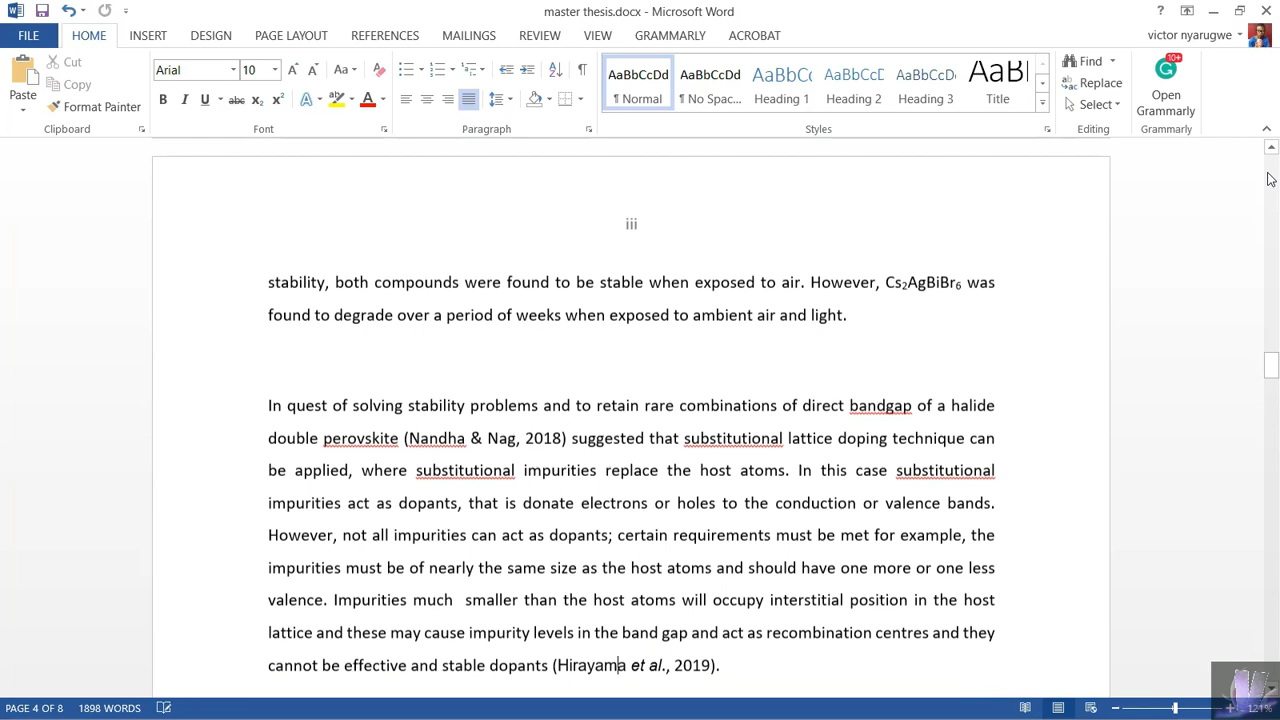 master thesis.docx - Microsoft Word
FILE HOME INSERT DESIGN PAGE LAYOUT REFERENCES MAILINGS REVIEW VIEW GRAMMARLY ACROBAT victor nyarugwe
Paste
Cut
Copy
Format Painter
Clipboard
Arial 10
Font
Paragraph
AaBbCcDd AaBbCcDd AaBbCc AaBbCcC AaBbCcD AaBI
¶ Normal ¶ No Spac... Heading 1 Heading 2 Heading 3 Title
Styles
Find
Replace
Select
Editing
10+
Open
Grammarly
Grammarly
iii
stability, both compounds were found to be stable when exposed to air. However, Cs₂AgBiBr₆ was
found to degrade over a period of weeks when exposed to ambient air and light.
In quest of solving stability problems and to retain rare combinations of direct bandgap of a halide
double perovskite (Nandha & Nag, 2018) suggested that substitutional lattice doping technique can
be applied, where substitutional impurities replace the host atoms. In this case substitutional
impurities act as dopants, that is donate electrons or holes to the conduction or valence bands.
However, not all impurities can act as dopants; certain requirements must be met for example, the
impurities must be of nearly the same size as the host atoms and should have one more or one less
valence. Impurities much smaller than the host atoms will occupy interstitial position in the host
lattice and these may cause impurity levels in the band gap and act as recombination centres and they
cannot be effective and stable dopants (Hirayama et al., 2019).
PAGE 4 OF 8 1898 WORDS 121%